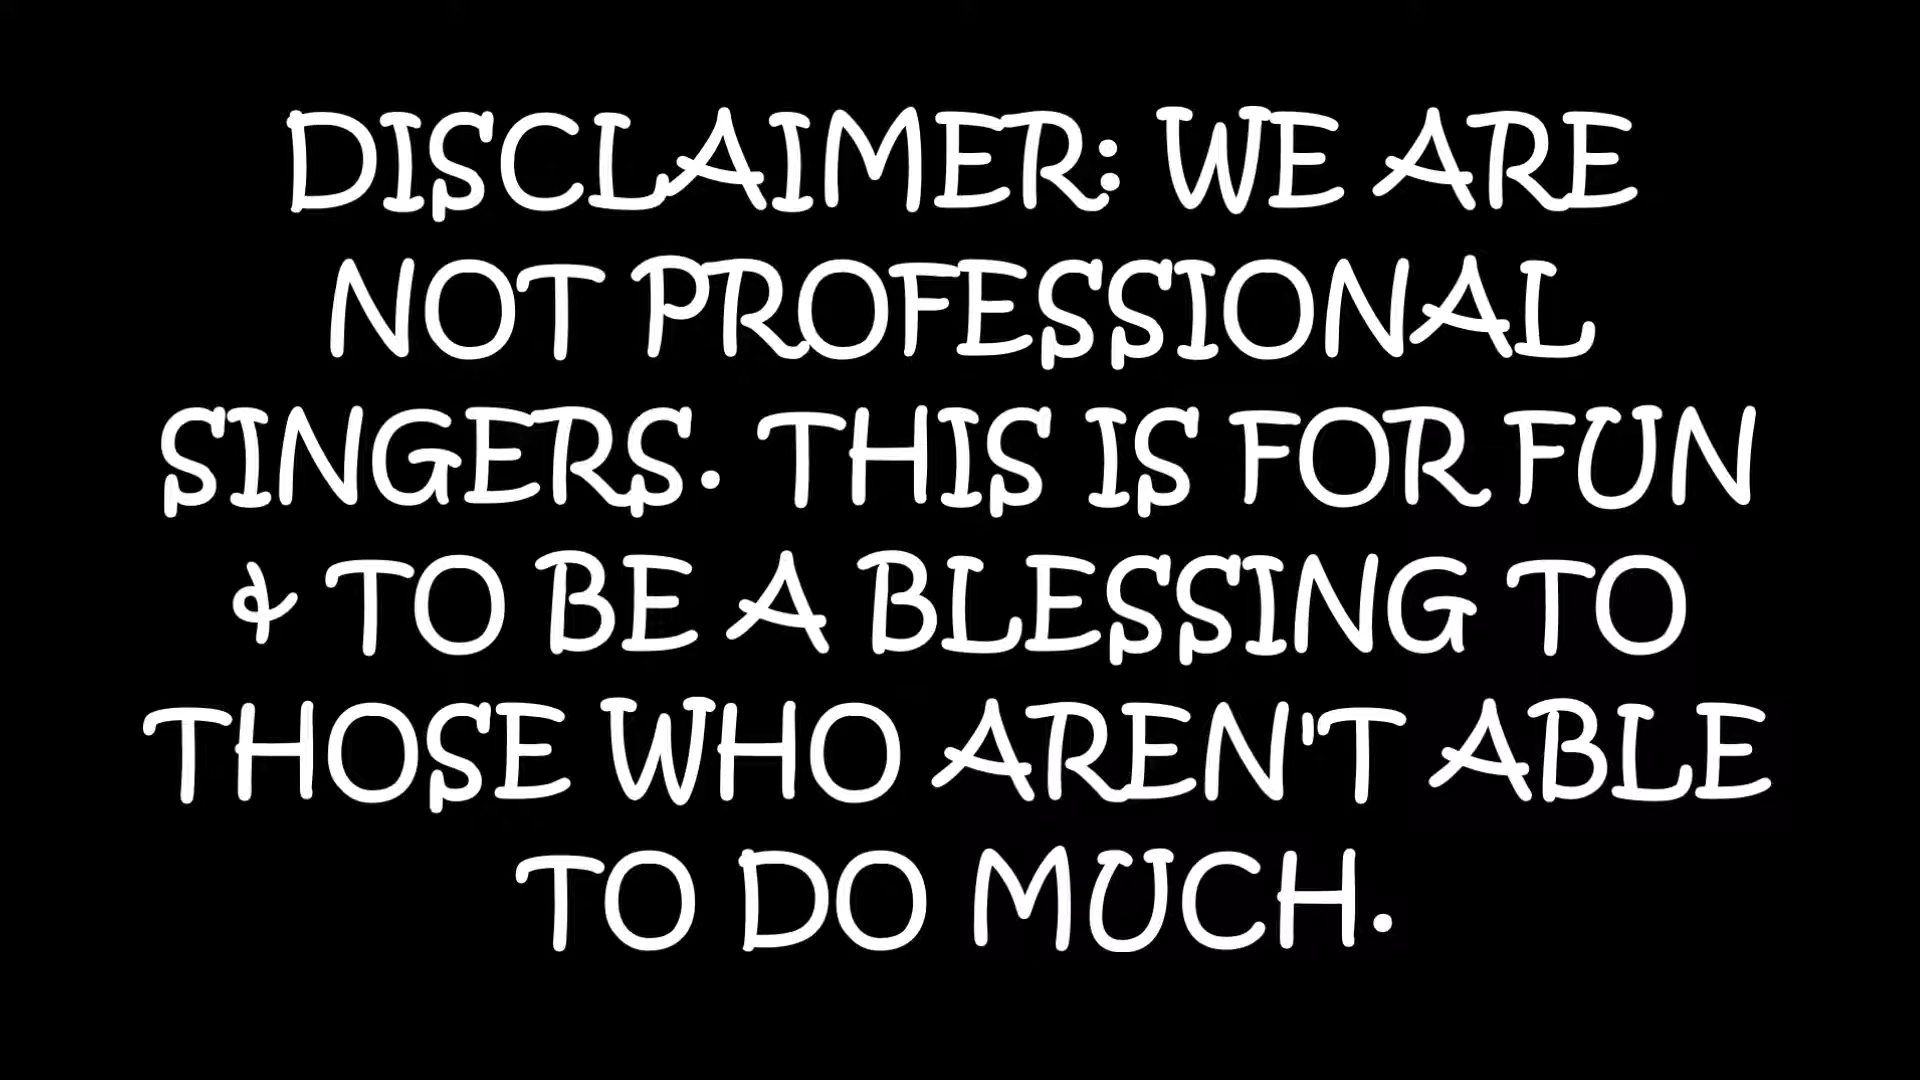 DISCLAIMER: WE ARE
NOT PROFESSIONAL
SINGERS. THIS IS FOR FUN
& TO BE A BLESSING TO
THOSE WHO AREN'T ABLE
TO DO MUCH.